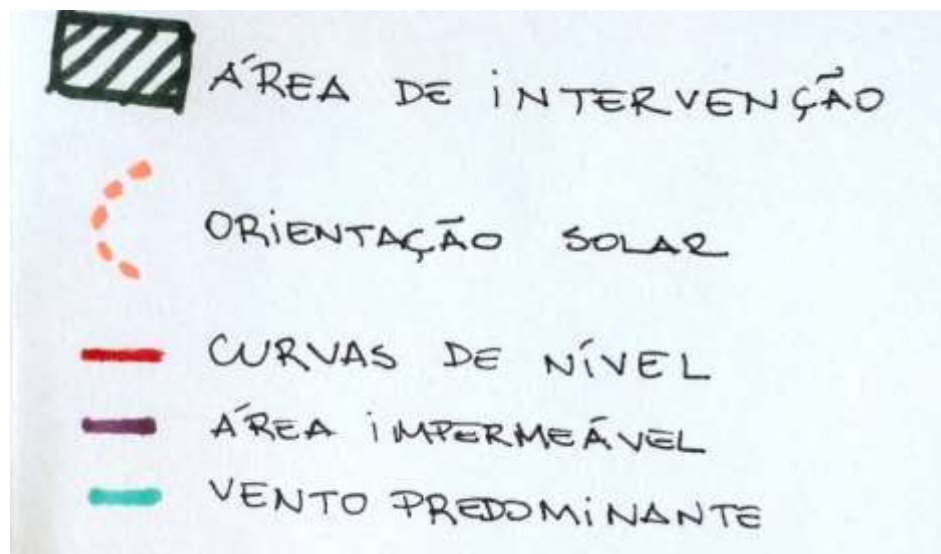 ÁREA DE INTERVENÇÃO
ORIENTAÇÃO SOLAR
CURVAS DE NÍVEL
ÁREA IMPERMEÁVEL
VENTO PREDOMINANTE